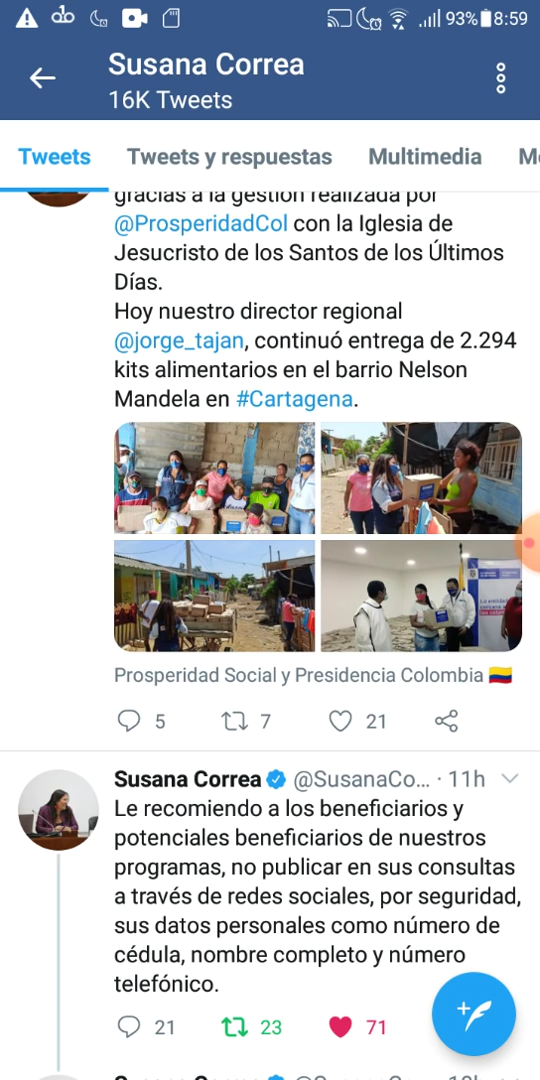 93% 8:59
Susana Correa
16K Tweets
Tweets Tweets y respuestas Multimedia M
gracias a la gestión realizada por
@ProsperidadCol con la Iglesia de
Jesucristo de los Santos de los Últimos
Días.
Hoy nuestro director regional
@jorge_tajan, continuó entrega de 2.294
kits alimentarios en el barrio Nelson
Mandela en #Cartagena.
Prosperidad Social y Presidencia Colombia
5 7 21
Susana Correa @SusanaCo... · 11h
Le recomiendo a los beneficiarios y
potenciales beneficiarios de nuestros
programas, no publicar en sus consultas
a través de redes sociales, por seguridad,
sus datos personales como número de
cédula, nombre completo y número
telefónico.
21 23 71